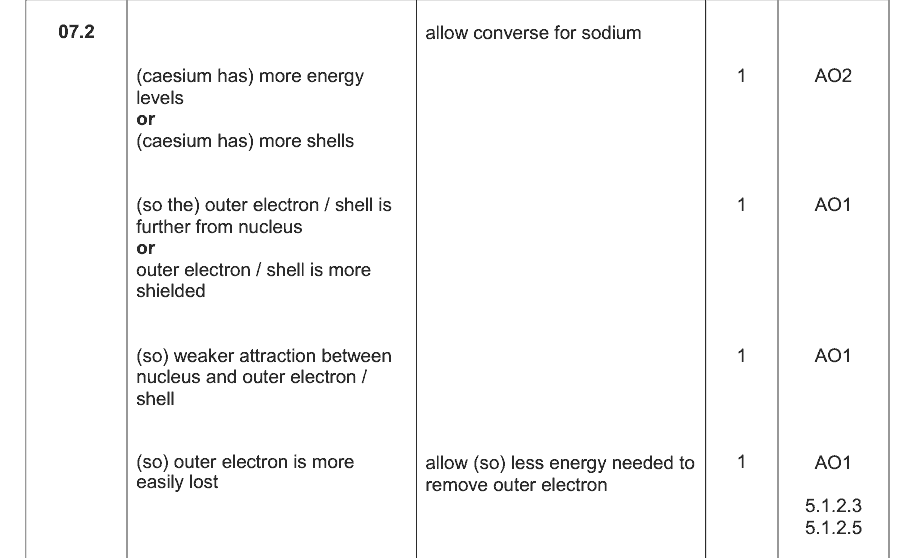 07.2
allow converse for sodium
(caesium has) more energy
levels
or
(caesium has) more shells
1
AO2
(so the) outer electron / shell is
further from nucleus
or
outer electron / shell is more
shielded
1
AO1
(so) weaker attraction between
nucleus and outer electron /
shell
1
AO1
(so) outer electron is more
easily lost
allow (so) less energy needed to
remove outer electron
1
AO1
5.1.2.3
5.1.2.5